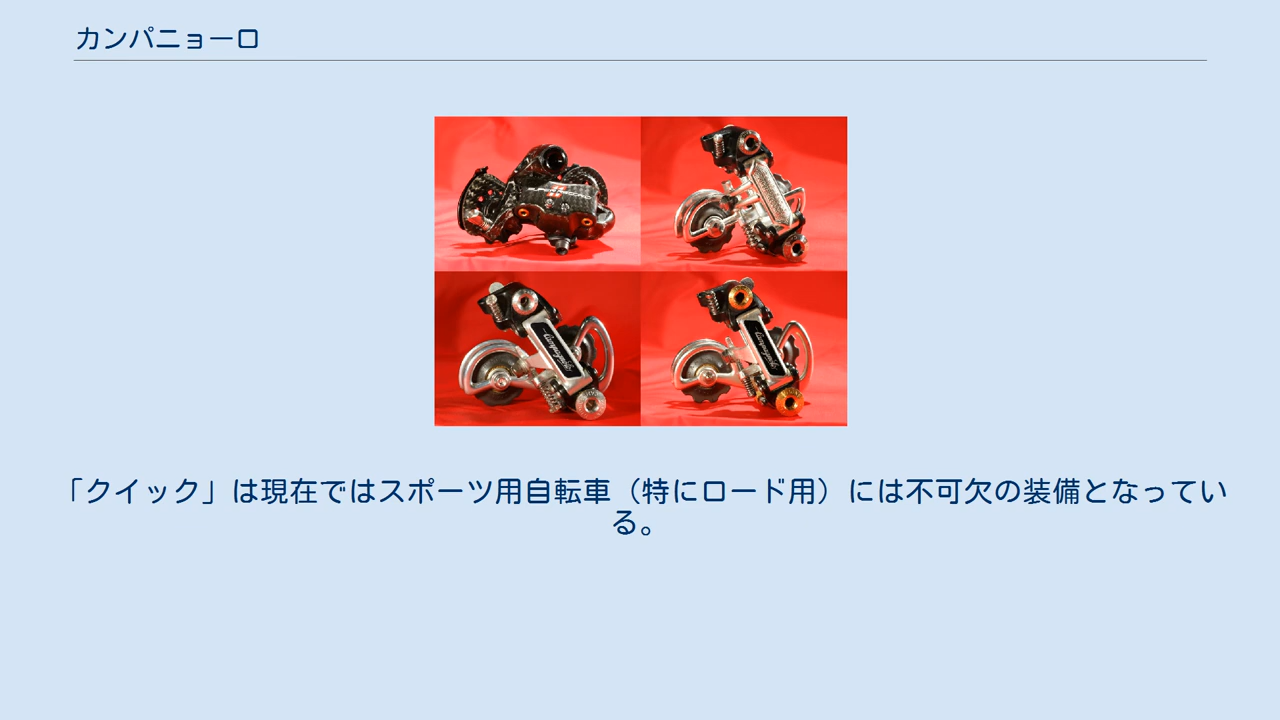 カンパニョーロ
Campagnolo
Campagnolo
「クイック」は現在ではスポーツ用自転車（特にロード用）には不可欠の装備となってい
る。